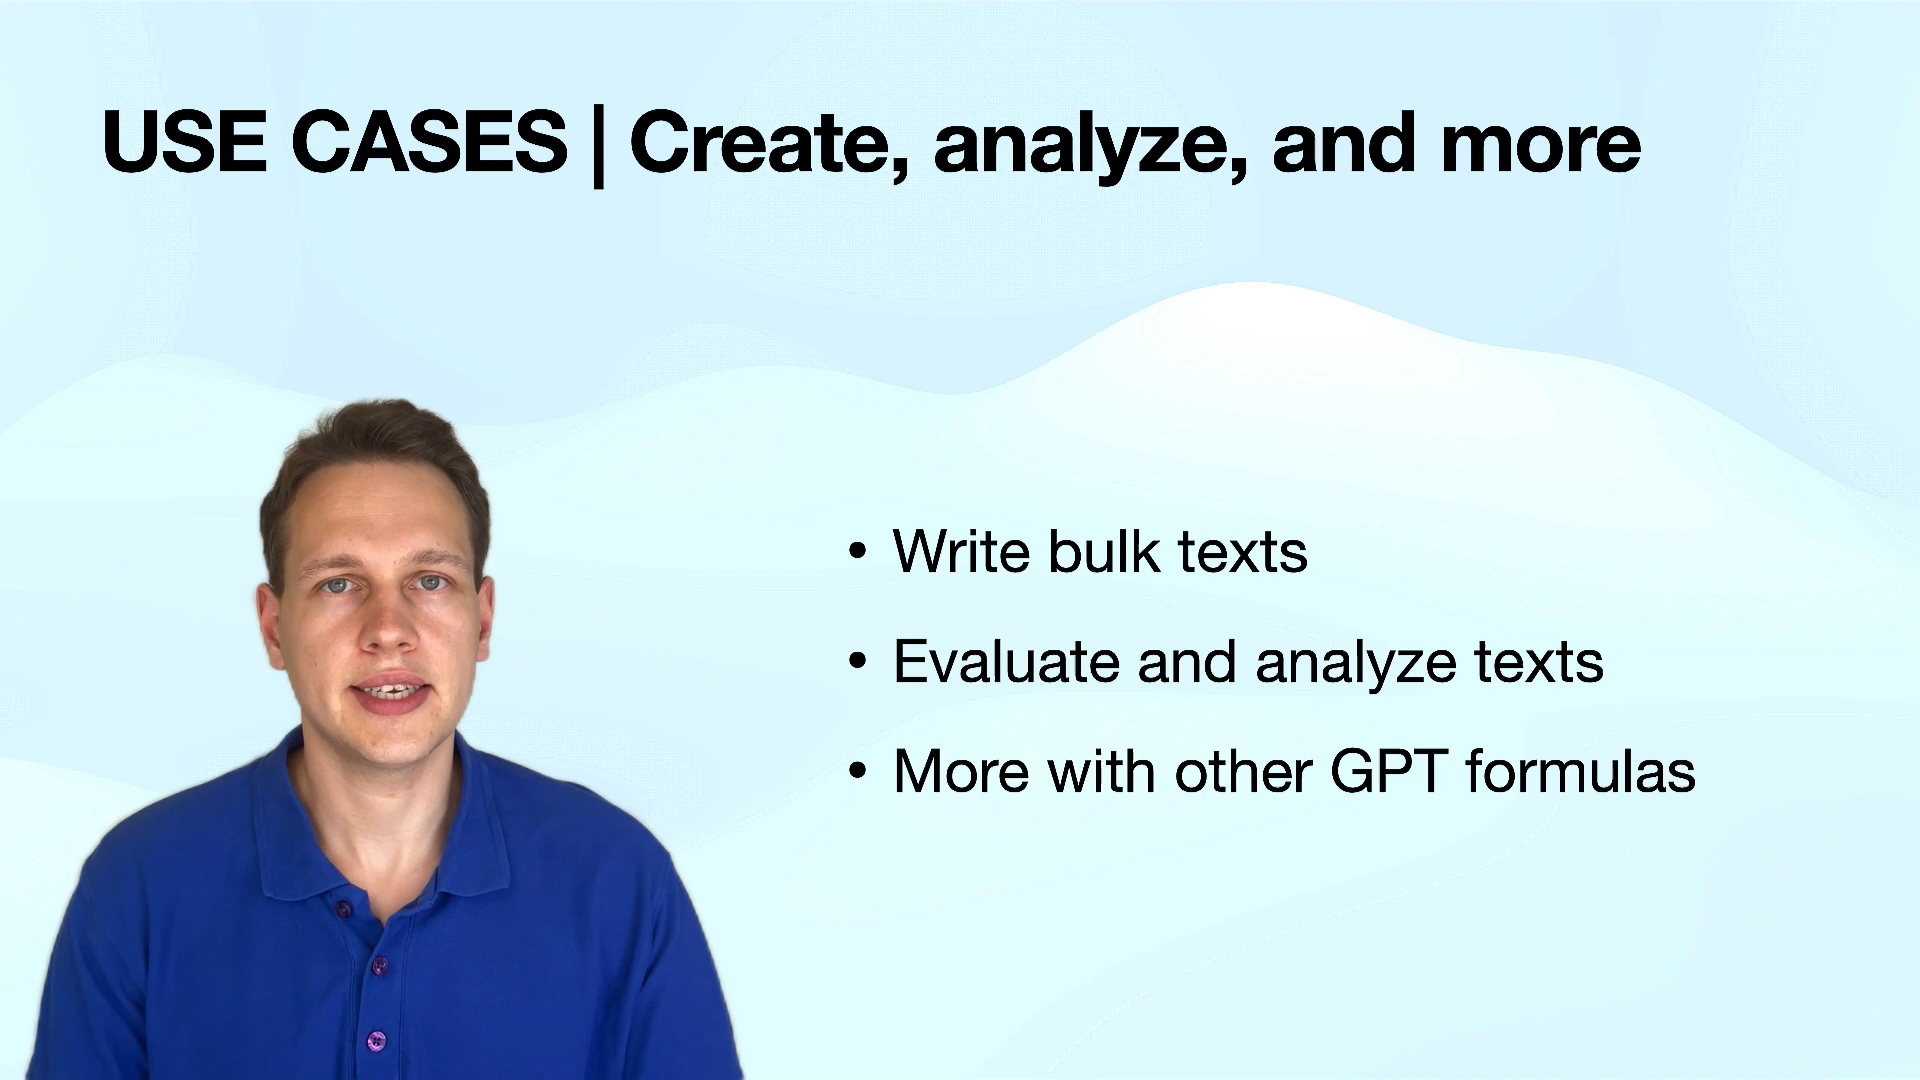 USE CASES | Create, analyze, and more
• Write bulk texts
• Evaluate and analyze texts
• More with other GPT formulas